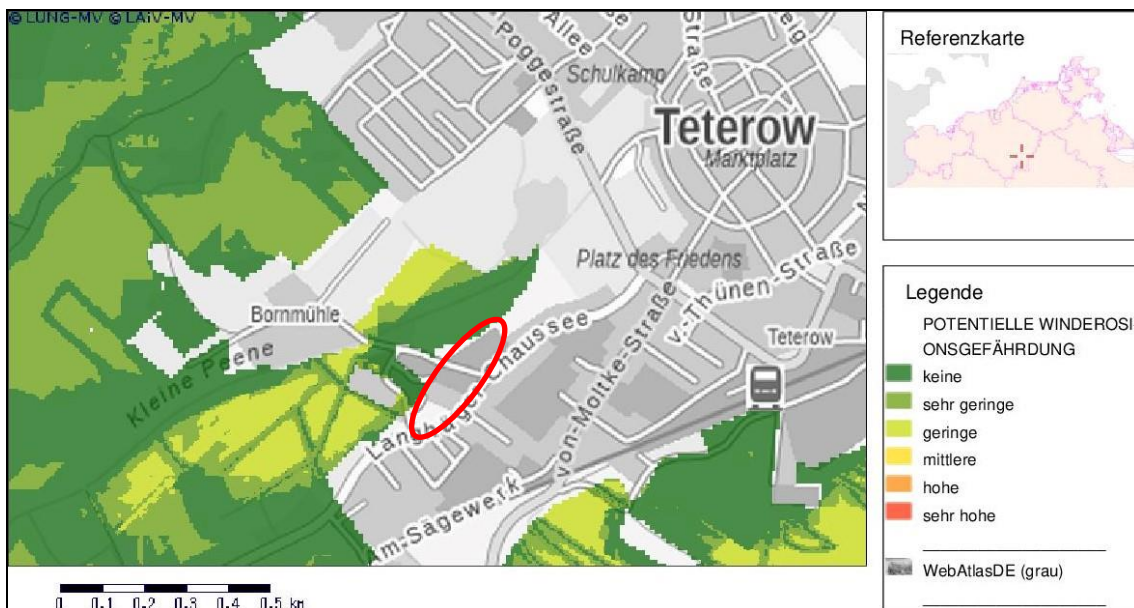 © LUNG-MV © LAiV-MV
Poggestraße
Allee
Straße
Schulkamp
Teterow
Marktplatz
Platz des Friedens
v.-Thünen-Straße
Bornmühle
Kleine Peene
Chaussee
von-Moltke-Straße
Teterow
Am-Sägewerk
0 0.1 0.2 0.3 0.4 0.5 km
Referenzkarte
Legende
POTENTIELLE WINDEROSI
ONSGEFÄHRDUNG
keine
sehr geringe
geringe
mittlere
hohe
sehr hohe
WebAtlasDE (grau)